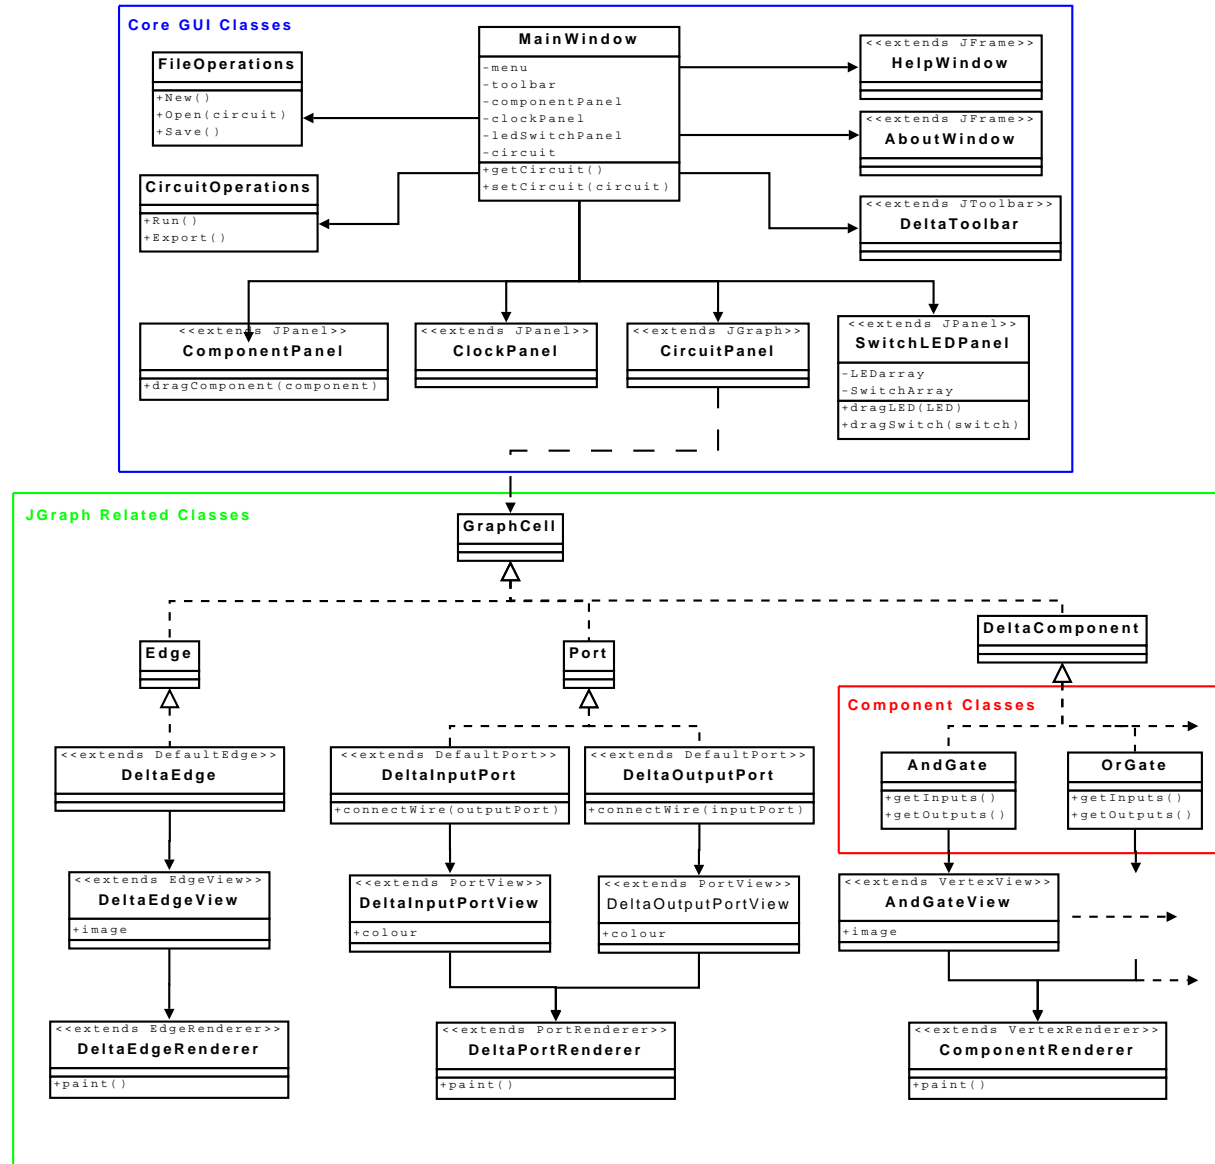 Core GUI Classes
MainWindow
-menu
-toolbar
-componentPanel
-clockPanel
-ledSwitchPanel
-circuit
+getCircuit()
+setCircuit(circuit)
FileOperations
+New()
+Open(circuit)
+Save()
CircuitOperations
+Run()
+Export()
<<extends JFrame>>
HelpWindow
<<extends JFrame>>
AboutWindow
<<extends JToolbar>>
DeltaToolbar
<<extends JPanel>>
ComponentPanel
+dragComponent(component)
<<extends JPanel>>
ClockPanel
<<extends JGraph>>
CircuitPanel
<<extends JPanel>>
SwitchLEDPanel
-LEDarray
-SwitchArray
+dragLED(LED)
+dragSwitch(switch)
JGraph Related Classes
GraphCell
Edge
Port
DeltaComponent
Component Classes
<<extends DefaultEdge>>
DeltaEdge
<<extends DefaultPort>>
DeltaInputPort
+connectWire(outputPort)
<<extends DefaultPort>>
DeltaOutputPort
+connectWire(inputPort)
AndGate
+getInputs()
+getOutputs()
OrGate
+getInputs()
+getOutputs()
<<extends EdgeView>>
DeltaEdgeView
+image
<<extends PortView>>
DeltaInputPortView
+colour
<<extends PortView>>
DeltaOutputPortView
+colour
<<extends VertexView>>
AndGateView
+image
<<extends EdgeRenderer>>
DeltaEdgeRenderer
+paint()
<<extends PortRenderer>>
DeltaPortRenderer
+paint()
<<extends VertexRenderer>>
ComponentRenderer
+paint()